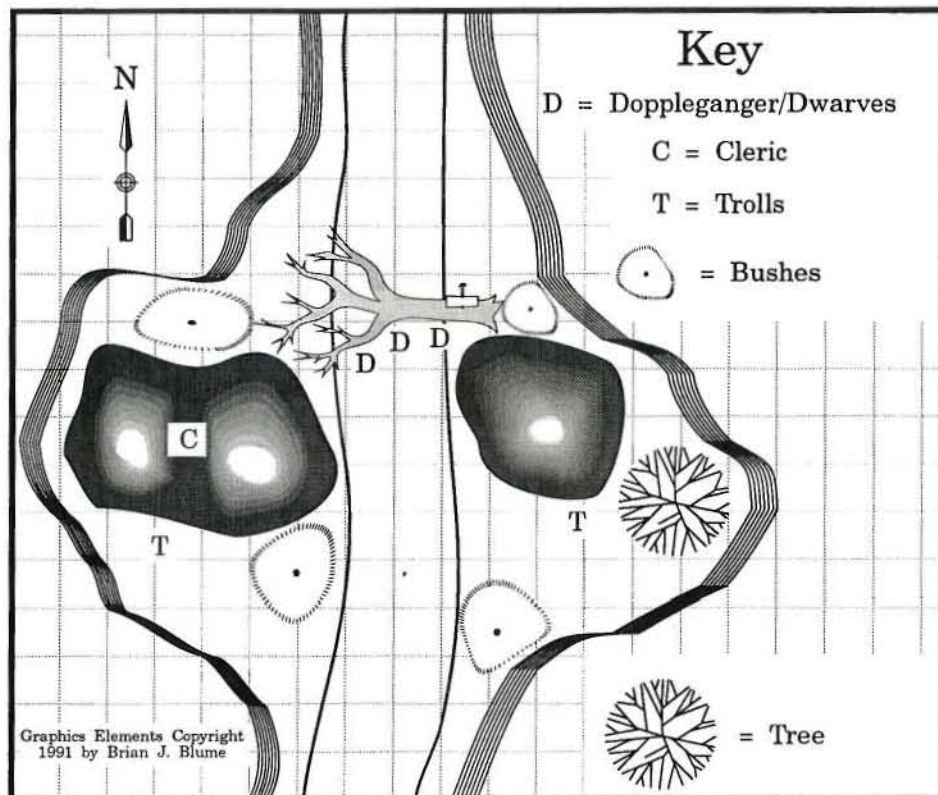 Key
N
D = Doppleganger/Dwarves
C = Cleric
T = Trolls
= Bushes
D D D
C
T
T
Graphics Elements Copyright
1991 by Brian J. Blume
= Tree